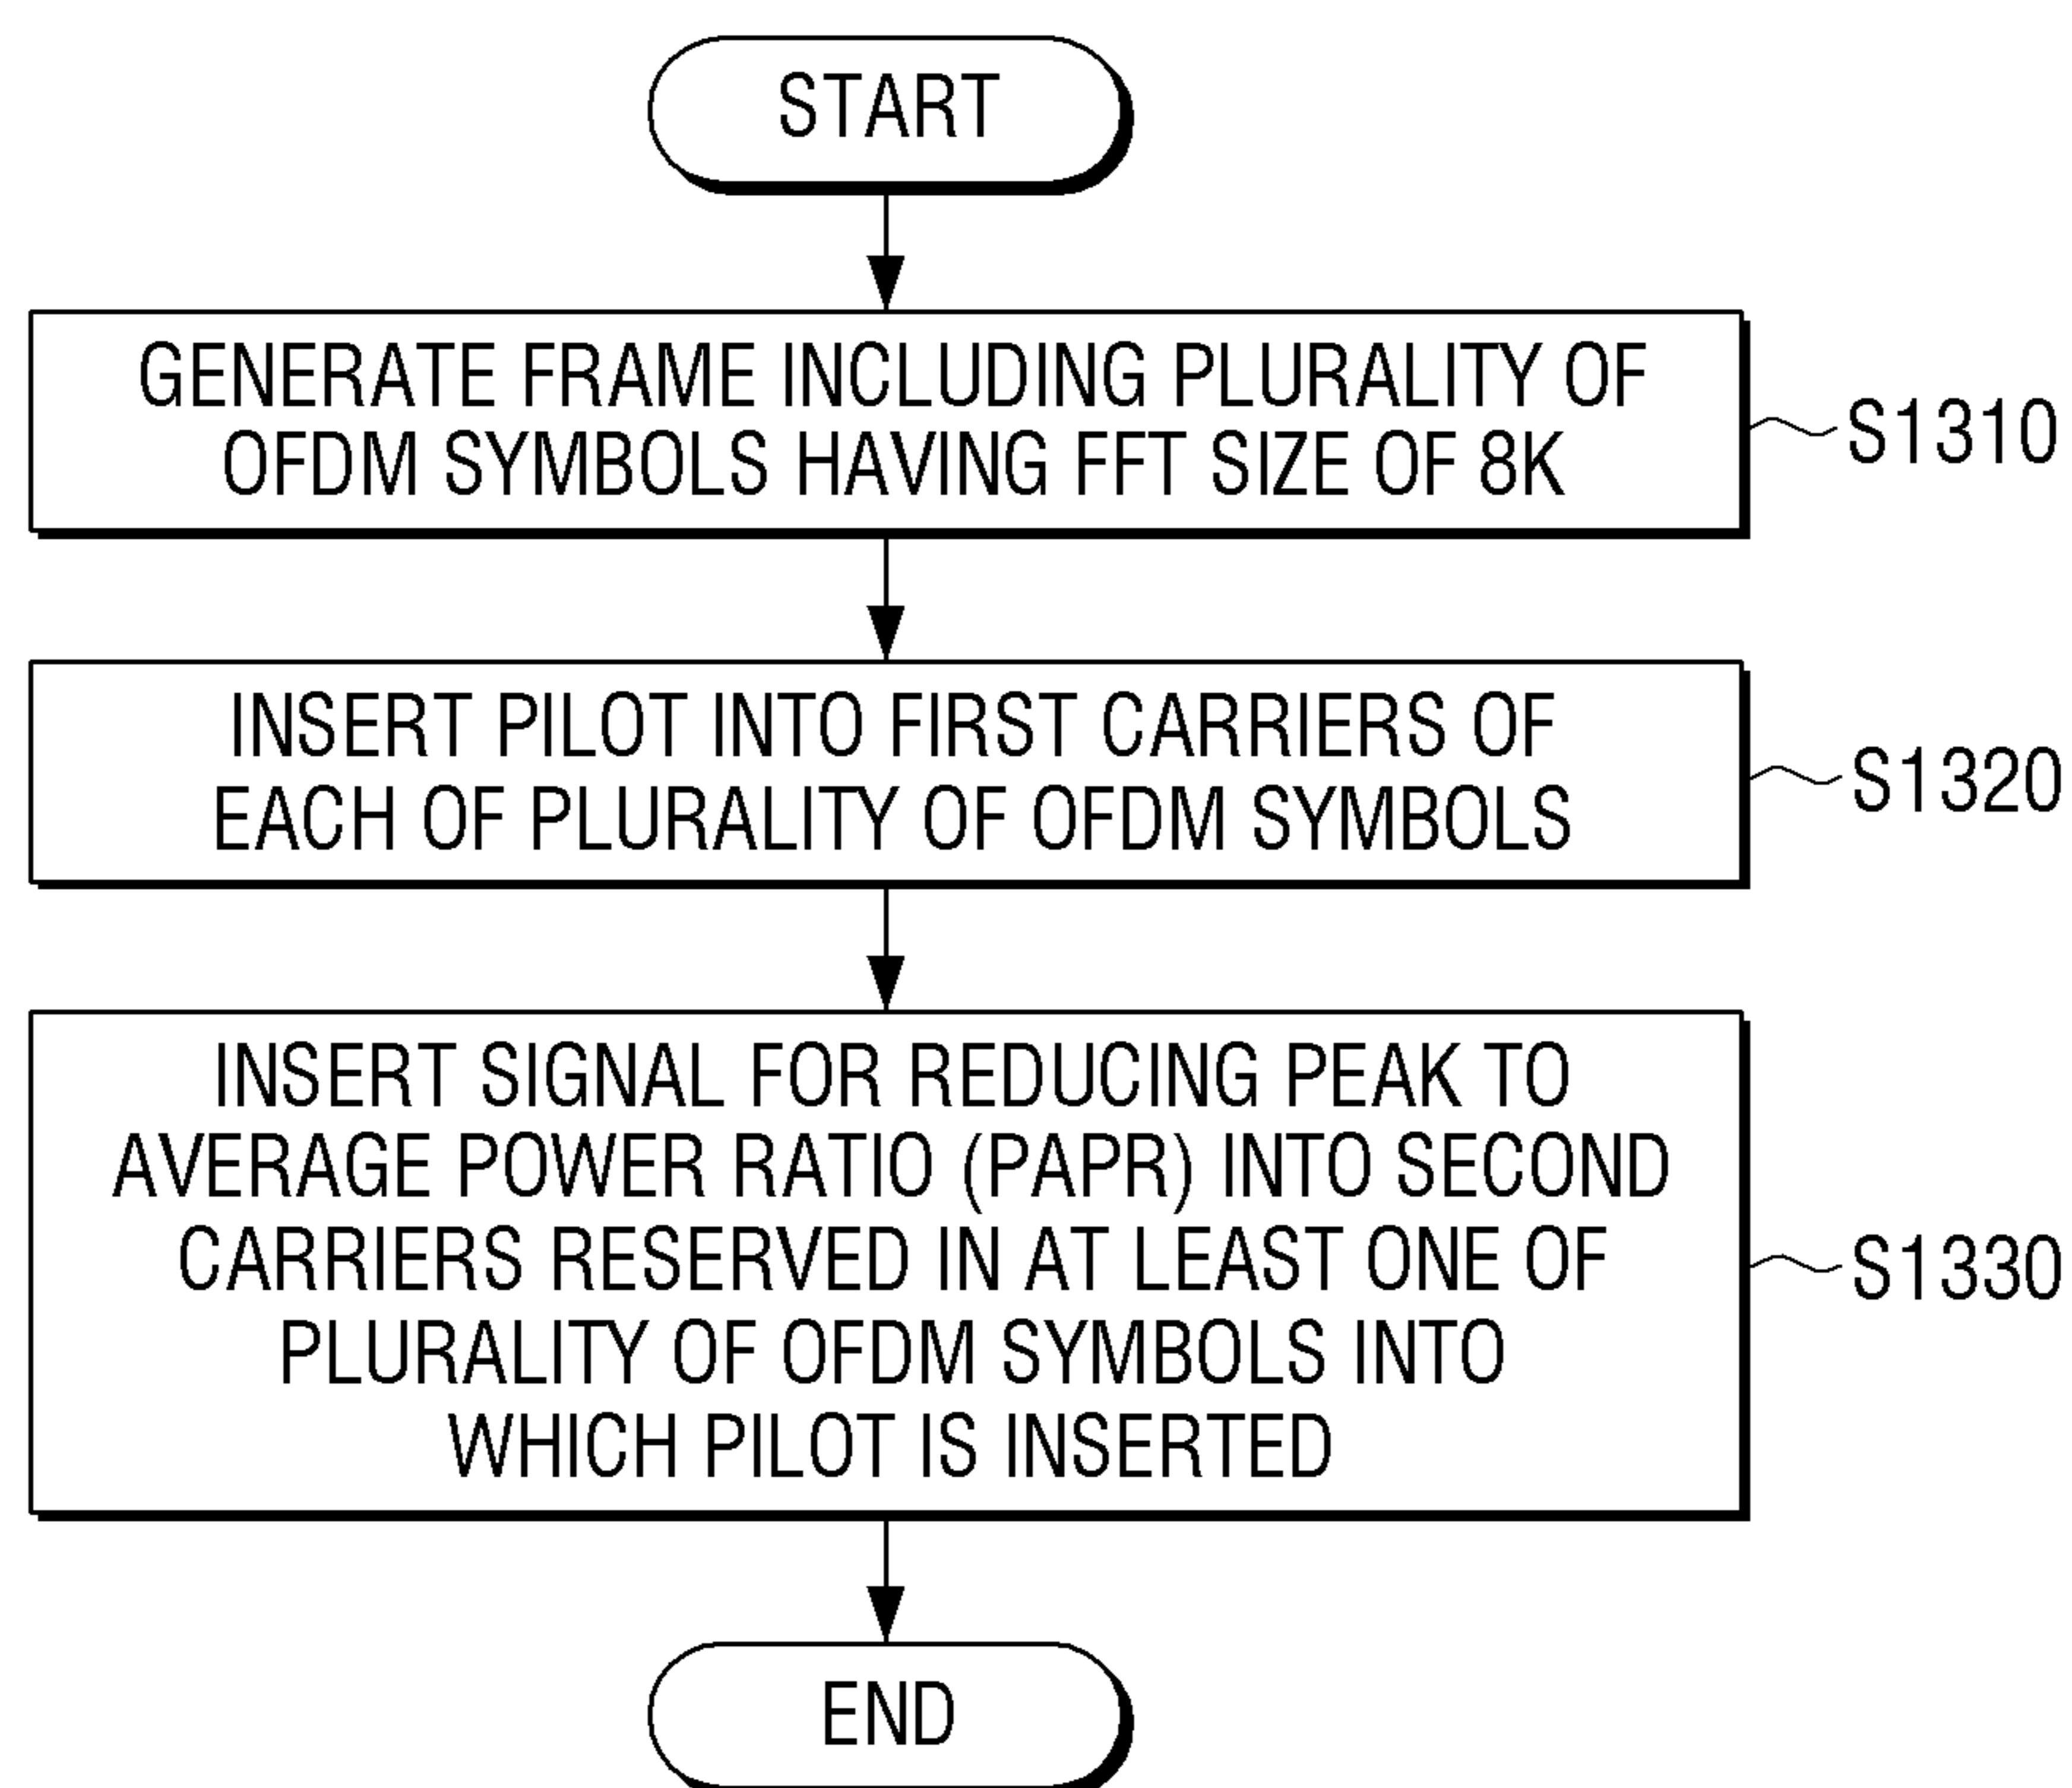 START
GENERATE FRAME INCLUDING PLURALITY OF
OFDM SYMBOLS HAVING FFT SIZE OF 8K
S1310
INSERT PILOT INTO FIRST CARRIERS OF
EACH OF PLURALITY OF OFDM SYMBOLS
S1320
INSERT SIGNAL FOR REDUCING PEAK TO
AVERAGE POWER RATIO (PAPR) INTO SECOND
CARRIERS RESERVED IN AT LEAST ONE OF
PLURALITY OF OFDM SYMBOLS INTO
WHICH PILOT IS INSERTED
S1330
END